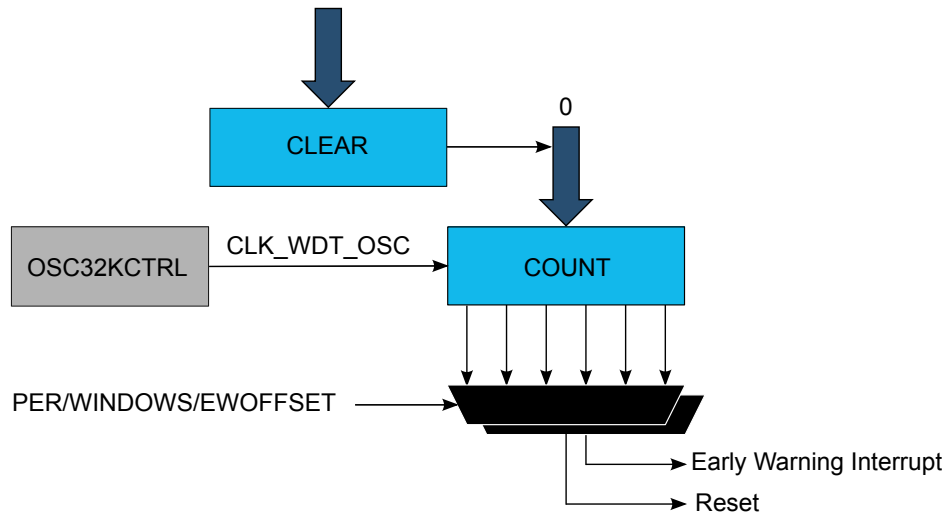 0
CLEAR
CLK_WDT_OSC
OSC32KCTRL
COUNT
PER/WINDOWS/EWOFFSET
Early Warning Interrupt
Reset